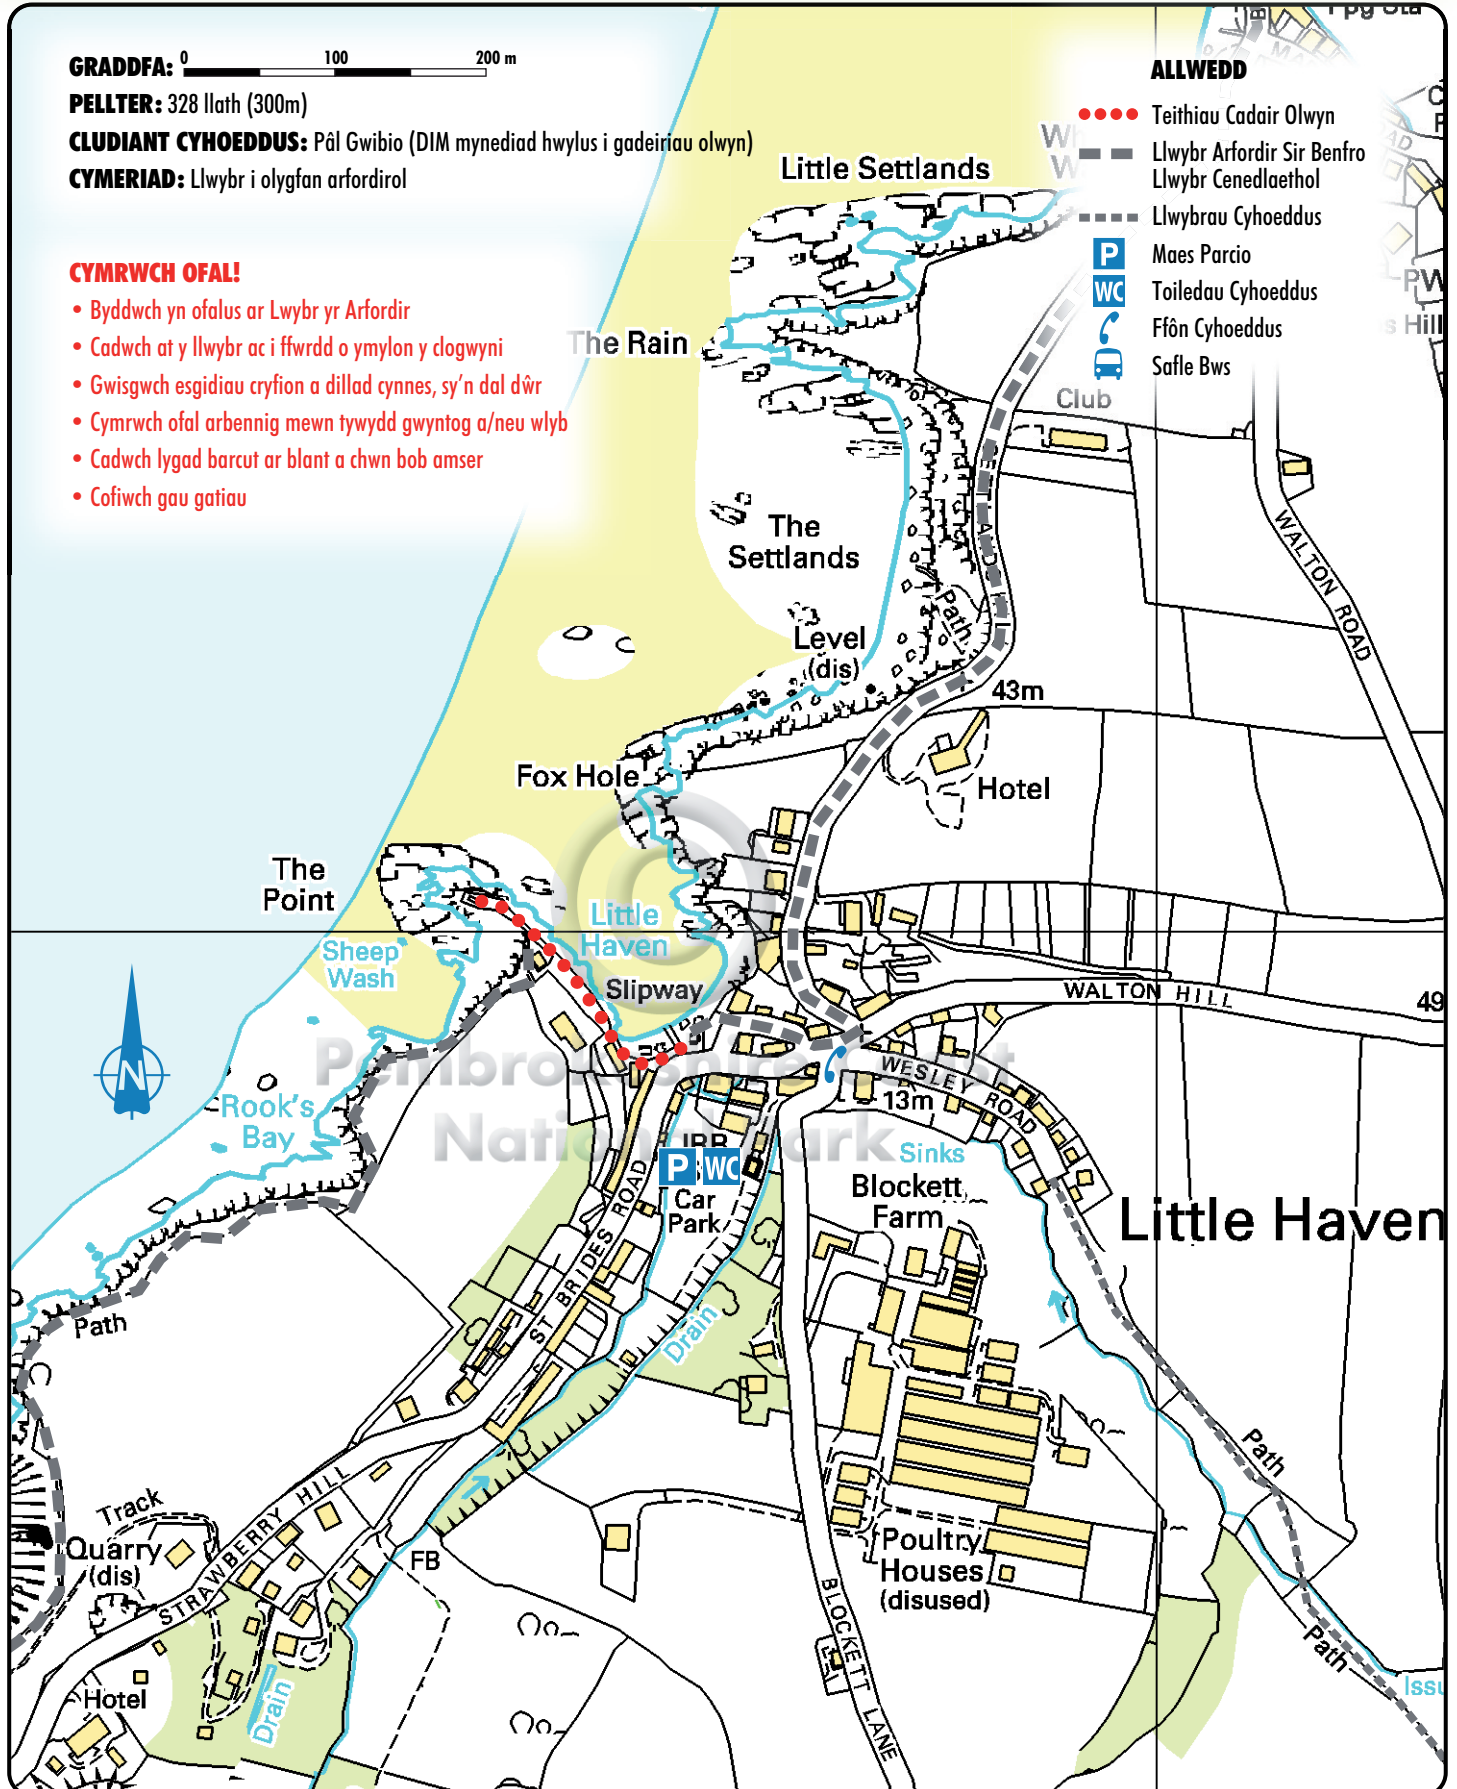 GRADDFA: 0 100 200 m
PELLTER: 328 llath (300m)
CLUDIANT CYHOEDDUS: Pâl Gwibio (DIM mynediad hwylus i gadeiriau olwyn)
CYMERIAD: Llwybr i olygfan arfordirol
CYMRWCH OFAL!
• Byddwch yn ofalus ar Lwybr yr Arfordir
• Cadwch at y llwybr ac i ffwrdd o ymylon y clogwyni
• Gwisgwch esgidiau cryfion a dillad cynnes, sy’n dal dŵr
• Cymrwch ofal arbennig mewn tywydd gwyntog a/neu wlyb
• Cadwch lygad barcut ar blant a chwn bob amser
• Cofiwch gau gatiau
ALLWEDD
Teithiau Cadair Olwyn
Llwybr Arfordir Sir Benfro
Llwybr Cenedlaethol
Llwybrau Cyhoeddus
P Maes Parcio
WC Toiledau Cyhoeddus
Ffôn Cyhoeddus
Safle Bws
Little Settlands
The Rain
Club
The
Settlands
SETTLANDS HILL
Path
WALTON ROAD
Level
(dis)
43m
Fox Hole
Hotel
The
Point
Little
Haven
Sheep
Wash
Slipway
WALTON HILL
49
N
Pembrokeshire Coast
National Park
©
WESLEY ROAD
13m
Rook's
Bay
Sinks
P WC
Car
Park
Blockett
Farm
Little Haven
ST BRIDES ROAD
Drain
Path
Path
Track
STRAWBERRY HILL
Quarry
(dis)
FB
Poultry
Houses
(disused)
BLOCKETT LANE
Path
Hotel
Drain